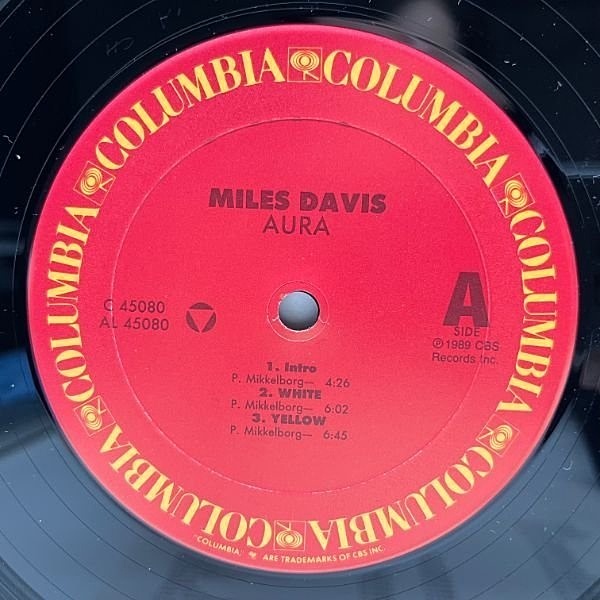 COLUMBIA COLUMBIA COLUMBIA COLUMBIA COLUMBIA COLUMBIA COLUMBIA COLUMBIA
MILES DAVIS
AURA
C 45080
AL 45080
A
SIDE
℗ 1989 CBS
Records Inc.
1. Intro
P. Mikkelborg— 4:26
2. WHITE
P. Mikkelborg— 6:02
3. YELLOW
P. Mikkelborg— 6:45
"COLUMBIA," ARE TRADEMARKS OF CBS INC.